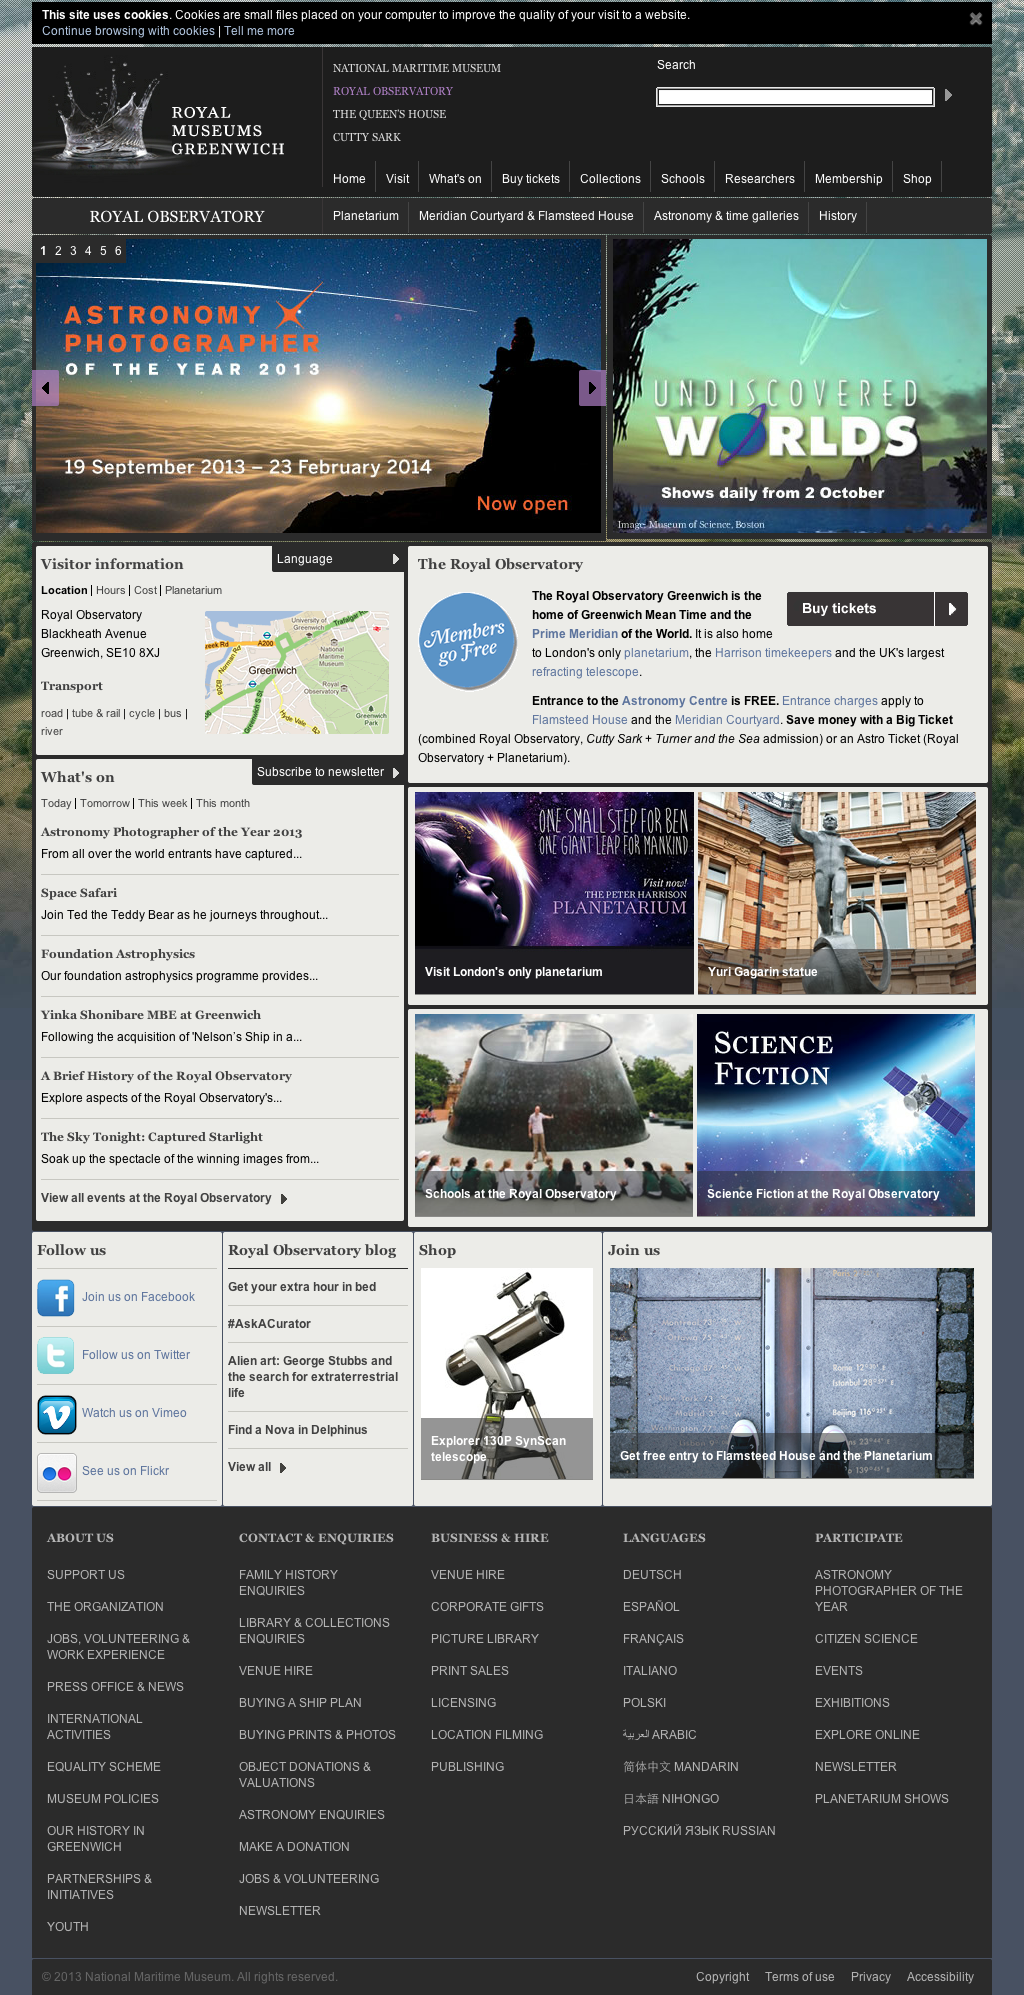 This site uses cookies. Cookies are small files placed on your computer to improve the quality of your visit to a website.
Continue browsing with cookies | Tell me more
ROYAL
MUSEUMS
GREENWICH
NATIONAL MARITIME MUSEUM
ROYAL OBSERVATORY
THE QUEEN'S HOUSE
CUTTY SARK
Search
Home
Visit
What's on
Buy tickets
Collections
Schools
Researchers
Membership
Shop
ROYAL OBSERVATORY
Planetarium
Meridian Courtyard & Flamsteed House
Astronomy & time galleries
History
1 2 3 4 5 6
ASTRONOMY
PHOTOGRAPHER
OF THE YEAR 2013
19 September 2013 – 23 February 2014
Now open
UNDISCOVERED
WORLDS
Shows daily from 2 October
Image: Museum of Science, Boston
Visitor information
Language
Location | Hours | Cost | Planetarium
Royal Observatory
Blackheath Avenue
Greenwich, SE10 8XJ
Transport
road | tube & rail | cycle | bus |
river
University of
Greenwich
Trafalgar
Creek Rd
A200
Norman Rd
National
Maritime
Museum
Greenwich
Royal
Observatory
Hyde Vale
Greenwich
Park
The Royal Observatory
The Royal Observatory Greenwich is the
home of Greenwich Mean Time and the
Prime Meridian of the World. It is also home
to London's only planetarium, the Harrison timekeepers and the UK's largest
refracting telescope.
Members
go Free
Buy tickets
Entrance to the Astronomy Centre is FREE. Entrance charges apply to
Flamsteed House and the Meridian Courtyard. Save money with a Big Ticket
(combined Royal Observatory, Cutty Sark + Turner and the Sea admission) or an Astro Ticket (Royal
Observatory + Planetarium).
What's on
Subscribe to newsletter
Today | Tomorrow | This week | This month
Astronomy Photographer of the Year 2013
From all over the world entrants have captured...
Space Safari
Join Ted the Teddy Bear as he journeys throughout...
Foundation Astrophysics
Our foundation astrophysics programme provides...
Yinka Shonibare MBE at Greenwich
Following the acquisition of 'Nelson's Ship in a...
A Brief History of the Royal Observatory
Explore aspects of the Royal Observatory's...
The Sky Tonight: Captured Starlight
Soak up the spectacle of the winning images from...
View all events at the Royal Observatory
ONE SMALL STEP FOR BEN
ONE GIANT LEAP FOR MANKIND
Visit now!
THE PETER HARRISON
PLANETARIUM
Visit London's only planetarium
Yuri Gagarin statue
Schools at the Royal Observatory
SCIENCE
FICTION
Science Fiction at the Royal Observatory
Follow us
Join us on Facebook
Follow us on Twitter
Watch us on Vimeo
See us on Flickr
Royal Observatory blog
Get your extra hour in bed
#AskACurator
Alien art: George Stubbs and
the search for extraterrestrial
life
Find a Nova in Delphinus
View all
Shop
Explorer 130P SynScan
telescope
Join us
Montreal 73°
Ottawa 75°
Chicago 87° W
Madrid 3°
Rome 12°
Istanbul 28°
Beijing 116°
Get free entry to Flamsteed House and the Planetarium
ABOUT US
SUPPORT US
THE ORGANIZATION
JOBS, VOLUNTEERING &
WORK EXPERIENCE
PRESS OFFICE & NEWS
INTERNATIONAL
ACTIVITIES
EQUALITY SCHEME
MUSEUM POLICIES
OUR HISTORY IN
GREENWICH
PARTNERSHIPS &
INITIATIVES
YOUTH
CONTACT & ENQUIRIES
FAMILY HISTORY
ENQUIRIES
LIBRARY & COLLECTIONS
ENQUIRIES
VENUE HIRE
BUYING A SHIP PLAN
BUYING PRINTS & PHOTOS
OBJECT DONATIONS &
VALUATIONS
ASTRONOMY ENQUIRIES
MAKE A DONATION
JOBS & VOLUNTEERING
NEWSLETTER
BUSINESS & HIRE
VENUE HIRE
CORPORATE GIFTS
PICTURE LIBRARY
PRINT SALES
LICENSING
LOCATION FILMING
PUBLISHING
LANGUAGES
DEUTSCH
ESPAÑOL
FRANÇAIS
ITALIANO
POLSKI
العربية ARABIC
简体中文 MANDARIN
日本語 NIHONGO
РУССКИЙ ЯЗЫК RUSSIAN
PARTICIPATE
ASTRONOMY
PHOTOGRAPHER OF THE
YEAR
CITIZEN SCIENCE
EVENTS
EXHIBITIONS
EXPLORE ONLINE
NEWSLETTER
PLANETARIUM SHOWS
© 2013 National Maritime Museum. All rights reserved.
Copyright
Terms of use
Privacy
Accessibility